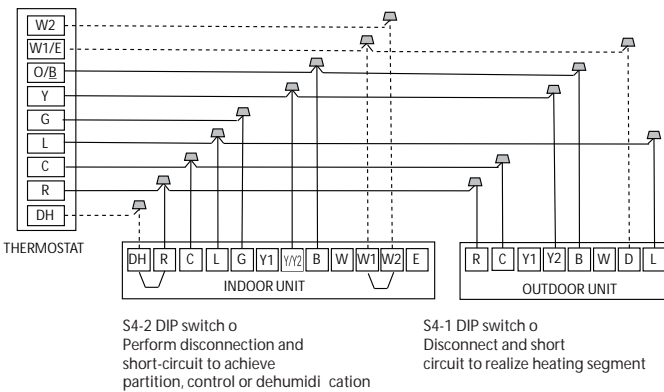 W2
W1/E
O/B
Y
G
L
C
R
DH
THERMOSTAT
DH R C L G Y1 Y/Y2 B W W1 W2 E
INDOOR UNIT
R C Y1 Y2 B W D L
OUTDOOR UNIT
S4-2 DIP switch o
Perform disconnection and
short-circuit to achieve
partition, control or dehumidi cation
S4-1 DIP switch o
Disconnect and short
circuit to realize heating segment